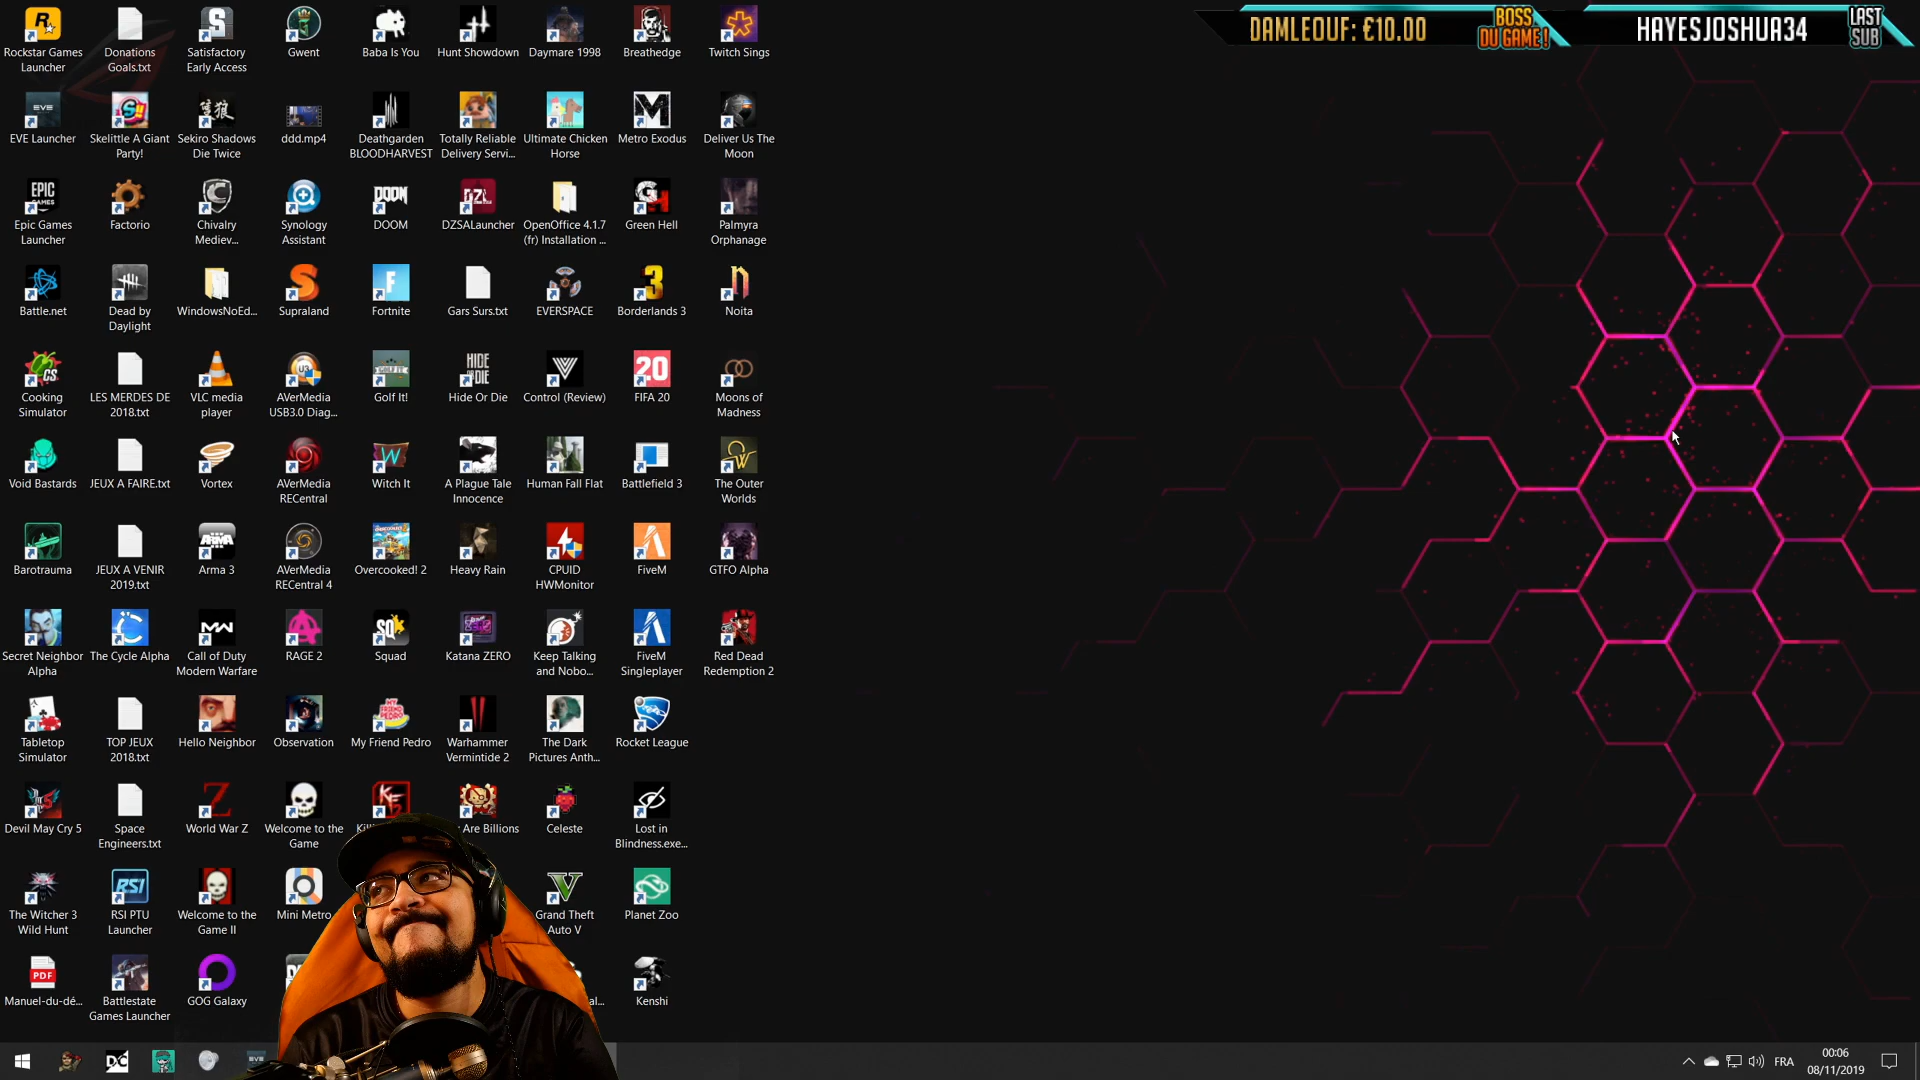 DAMLEOUF: €10.00
BOSS
DU GAME !
HAYESJOSHUA34
LAST
SUB
Rockstar Games
Launcher
Donations
Goals.txt
Satisfactory
Early Access
Gwent
Baba Is You
Hunt Showdown
Daymare 1998
Breathedge
Twitch Sings
EVE Launcher
Skelittle A Giant
Party!
Sekiro Shadows
Die Twice
ddd.mp4
Deathgarden
BLOODHARVEST
Totally Reliable
Delivery Servi...
Ultimate Chicken
Horse
Metro Exodus
Deliver Us The
Moon
Epic Games
Launcher
Factorio
Chivalry
Mediev...
Synology
Assistant
DOOM
DZSALauncher
OpenOffice 4.1.7
(fr) Installation ...
Green Hell
Palmyra
Orphanage
Battle.net
Dead by
Daylight
WindowsNoEd...
Supraland
Fortnite
Gars Surs.txt
EVERSPACE
Borderlands 3
Noita
Cooking
Simulator
LES MERDES DE
2018.txt
VLC media
player
AVerMedia
USB3.0 Diag...
Golf It!
Hide Or Die
Control (Review)
FIFA 20
Moons of
Madness
Void Bastards
JEUX A FAIRE.txt
Vortex
AVerMedia
RECentral
Witch It
A Plague Tale
Innocence
Human Fall Flat
Battlefield 3
The Outer
Worlds
Barotrauma
JEUX A VENIR
2019.txt
Arma 3
AVerMedia
RECentral 4
Overcooked! 2
Heavy Rain
CPUID
HWMonitor
FiveM
GTFO Alpha
Secret Neighbor
Alpha
The Cycle Alpha
Call of Duty
Modern Warfare
RAGE 2
Squad
Katana ZERO
Keep Talking
and Nobo...
FiveM
Singleplayer
Red Dead
Redemption 2
Tabletop
Simulator
TOP JEUX
2018.txt
Hello Neighbor
Observation
My Friend Pedro
Warhammer
Vermintide 2
The Dark
Pictures Anth...
Rocket League
Devil May Cry 5
Space
Engineers.txt
World War Z
Welcome to the
Game
Are Billions
Celeste
Lost in
Blindness.exe...
The Witcher 3
Wild Hunt
RSI PTU
Launcher
Welcome to the
Game II
Mini Metro
Grand Theft
Auto V
Planet Zoo
Manuel-du-dé...
Battlestate
Games Launcher
GOG Galaxy
al...
Kenshi
FRA
00:06
08/11/2019